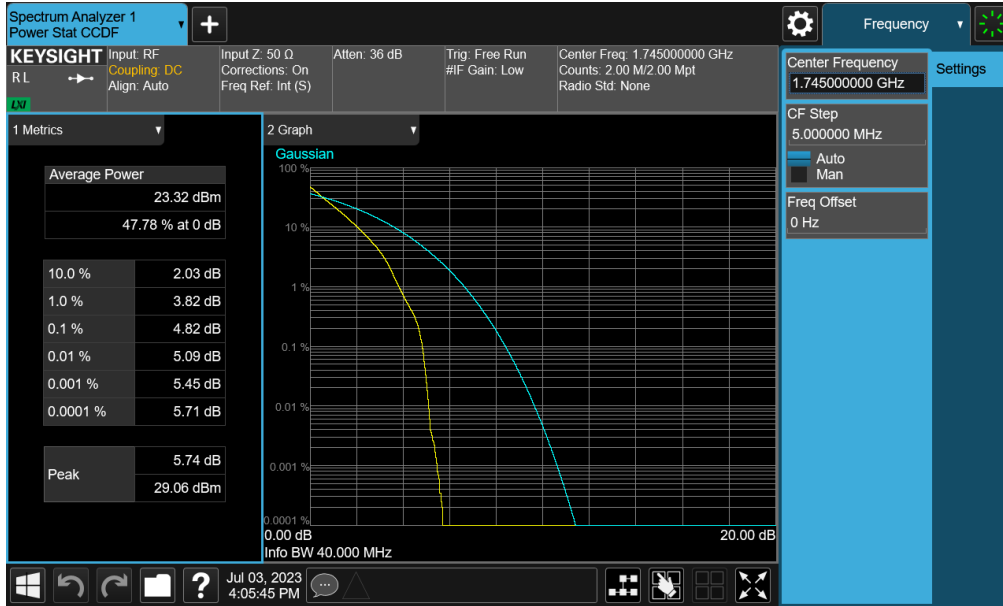 Spectrum Analyzer 1
Power Stat CCDF
Frequency
KEYSIGHT
R L
LXI
Input: RF
Coupling: DC
Align: Auto
Input Z: 50 Ω
Corrections: On
Freq Ref: Int (S)
Atten: 36 dB
Trig: Free Run
#IF Gain: Low
Center Freq: 1.745000000 GHz
Counts: 2.00 M/2.00 Mpt
Radio Std: None
Center Frequency
1.745000000 GHz
Settings
CF Step
5.000000 MHz
Auto
Man
Freq Offset
0 Hz
1 Metrics
Average Power
23.32 dBm
47.78 % at 0 dB
10.0 % 2.03 dB
1.0 % 3.82 dB
0.1 % 4.82 dB
0.01 % 5.09 dB
0.001 % 5.45 dB
0.0001 % 5.71 dB
Peak
5.74 dB
29.06 dBm
2 Graph
Gaussian
100 %
10 %
1 %
0.1 %
0.01 %
0.001 %
0.0001 %
0.00 dB 20.00 dB
Info BW 40.000 MHz
Jul 03, 2023
4:05:45 PM